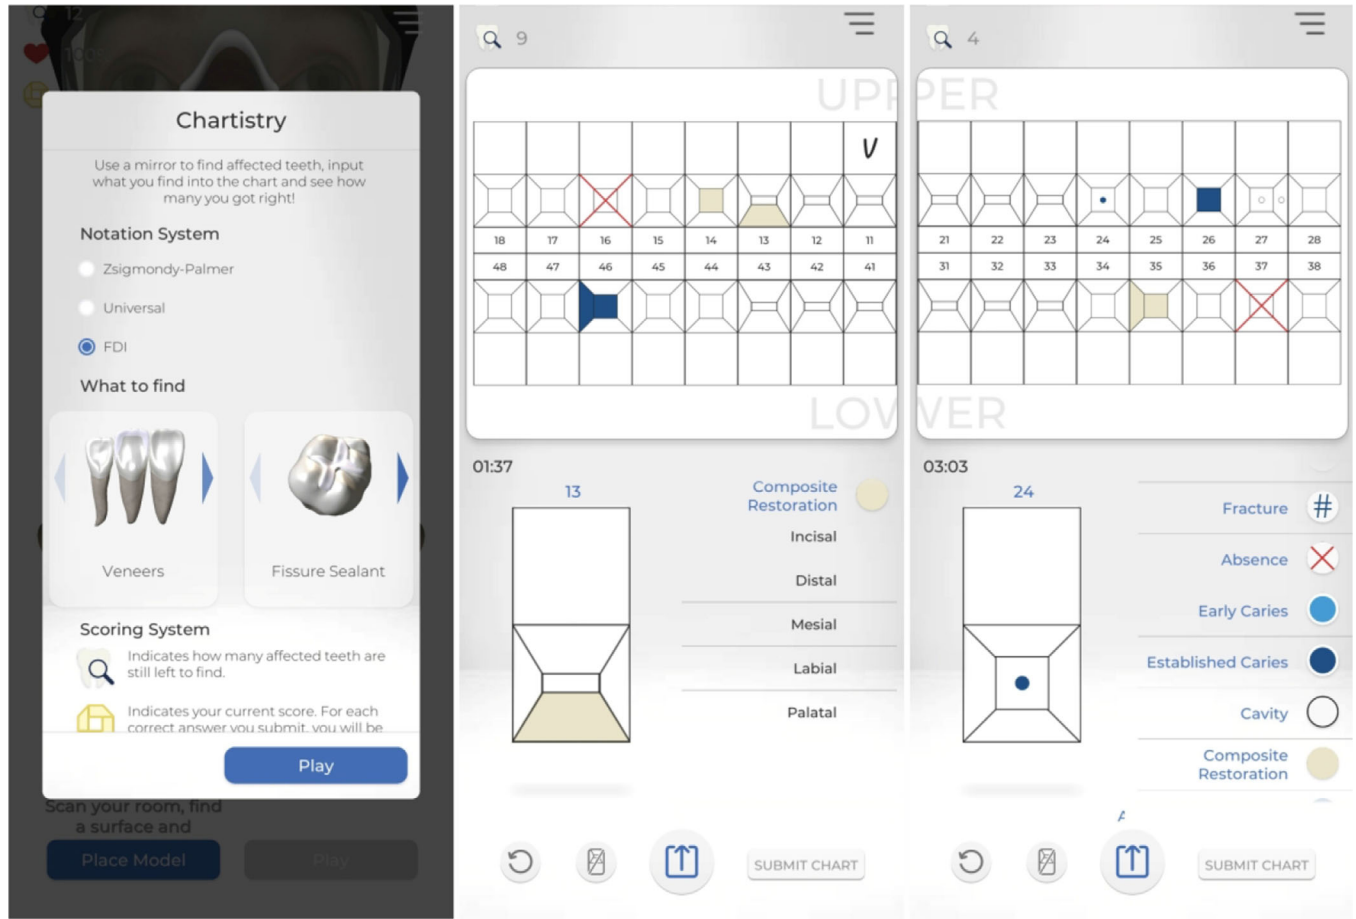 12
100%
Chartistry
Use a mirror to find affected teeth, input
what you find into the chart and see how
many you got right!
Notation System
Zsigmondy-Palmer
Universal
FDI
What to find
Veneers
Fissure Sealant
Scoring System
Indicates how many affected teeth are
still left to find.
Indicates your current score. For each
correct answer you submit, you will be
Play
Scan your room, find
a surface and
Place Model
Play
9
UPPER
V
18 17 16 15 14 13 12 11
48 47 46 45 44 43 42 41
LOWER
01:37
13
Composite
Restoration
Incisal
Distal
Mesial
Labial
Palatal
SUBMIT CHART
4
PER
21 22 23 24 25 26 27 28
31 32 33 34 35 36 37 38
WER
03:03
24
Fracture
#
Absence
Early Caries
Established Caries
Cavity
Composite
Restoration
SUBMIT CHART